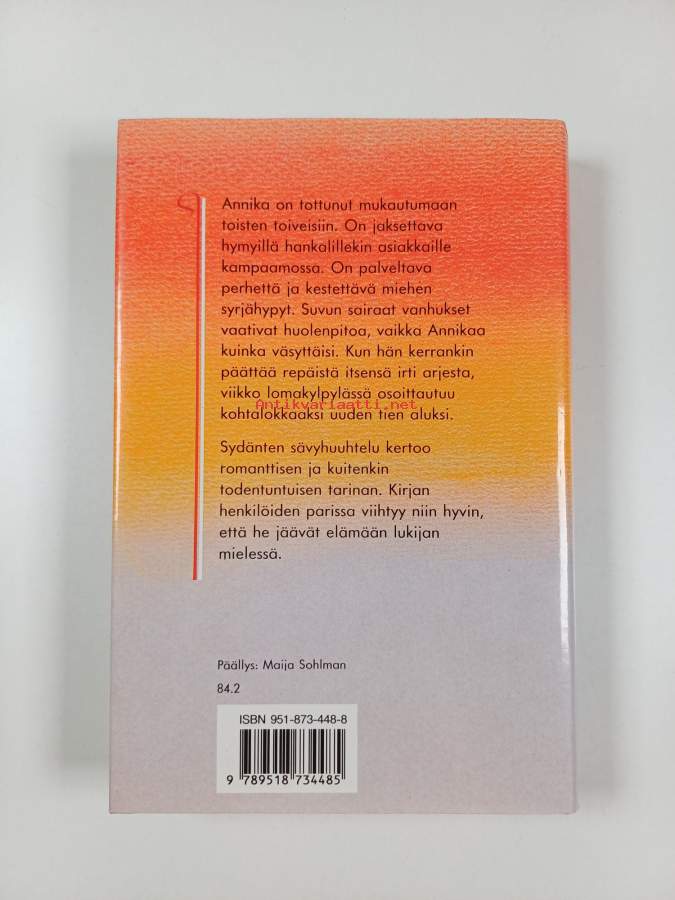 Annika on tottunut mukautumaan
toisten toiveisiin. On jaksettava
hymyillä hankalillekin asiakkaille
kampaamossa. On palveltava
perhettä ja kestettävä miehen
syrjähypyt. Suvun sairaat vanhukset
vaativat huolenpitoa, vaikka Annikaa
kuinka väsyttäisi. Kun hän kerrankin
päättää repäistä itsensä irti arjesta,
viikko lomakylpylässä osoittautuu
Antikvariaatti.net
kohtalokkaaksi uuden tien aluksi.
Sydänten sävyhuuhtelu kertoo
romanttisen ja kuitenkin
todentuntuisen tarinan. Kirjan
henkilöiden parissa viihtyy niin hyvin,
että he jäävät elämään lukijan
mielessä.
Päällys: Maija Sohlman
84.2
ISBN 951-873-448-8
9 789518 734485